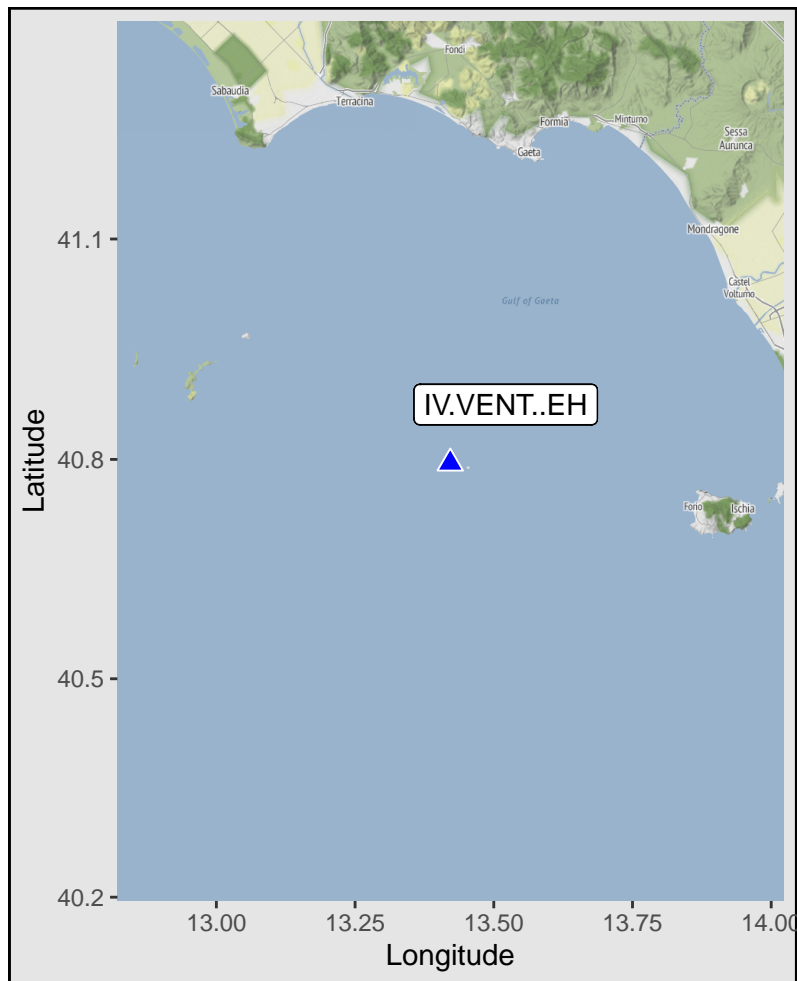 Fondi
Sabaudia
Terracina
Formia
Minturno
Sessa
Aurunca
Gaeta
Mondragone
Castel
Volturno
Gulf of Gaeta
IV.VENT..EH
Forio
Ischia
Latitude
41.1
40.8
40.5
40.2
13.00
13.25
13.50
13.75
14.00
Longitude